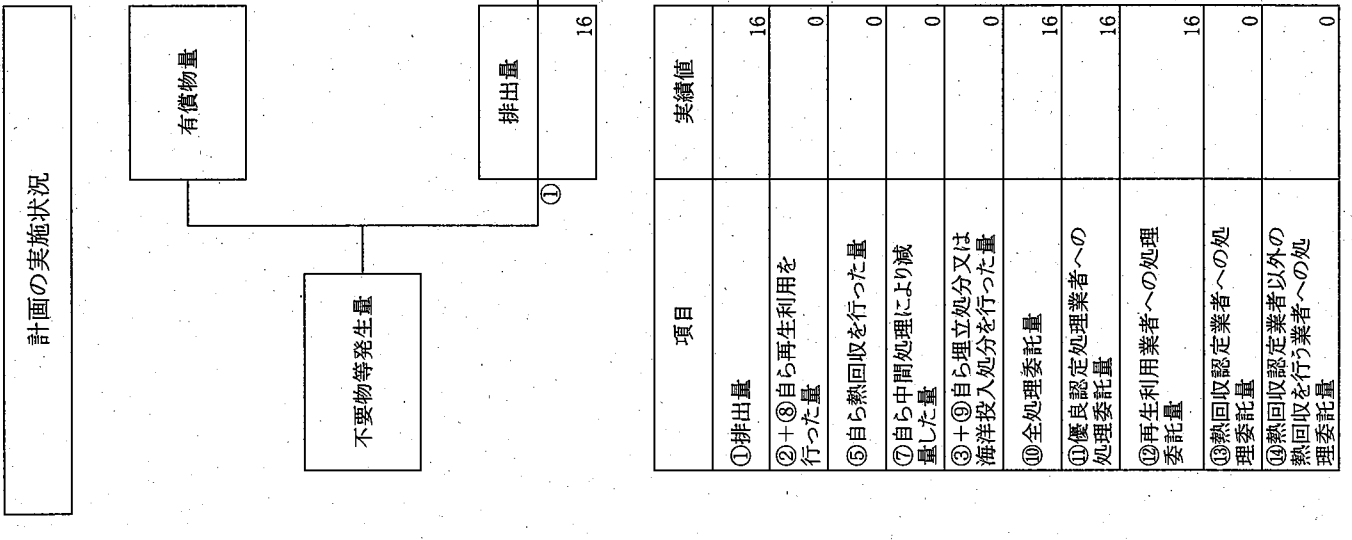 計画の実施状況
有償物量
不要物等発生量
①
排出量
16
項目
実績値
①排出量
16
②+⑧自ら再生利用を
行った量
0
⑤自ら熱回収を行った量
0
⑦自ら中間処理により減
量した量
0
③+⑨自ら埋立処分又は
海洋投入処分を行った量
0
⑩全処理委託量
16
⑪優良認定処理業者への
処理委託量
16
⑫再生利用業者への処理
委託量
16
⑬熱回収認定業者への処
理委託量
0
⑭熱回収認定業者以外の
熱回収を行う業者への処
理委託量
0